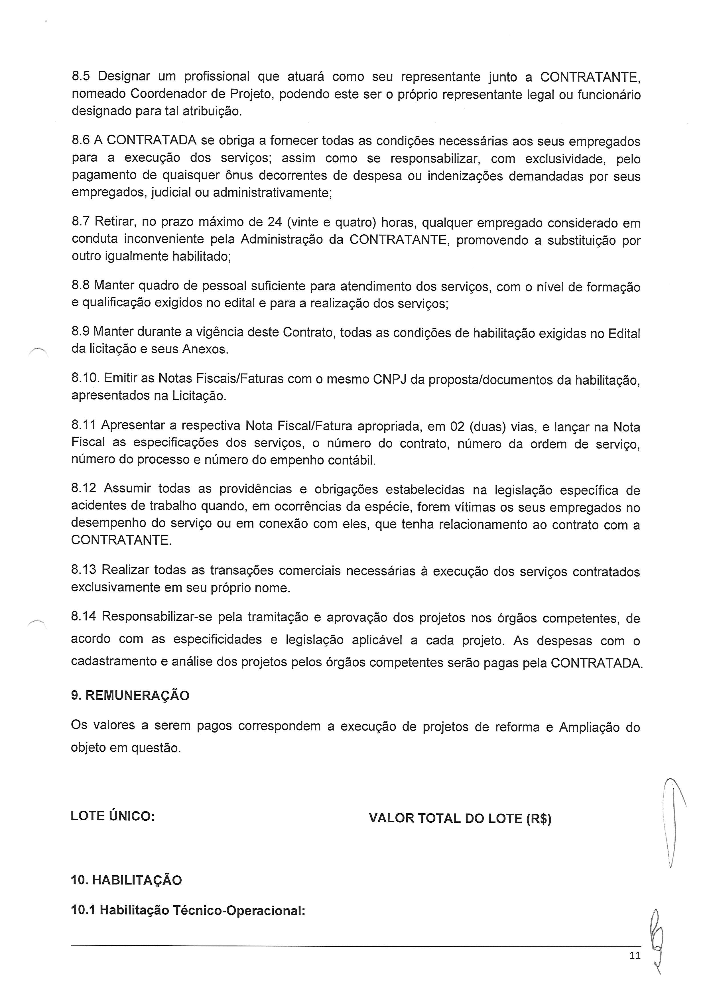 8.5 Designar um profissional que atuará como seu representante junto a CONTRATANTE,
nomeado Coordenador de Projeto, podendo este ser o próprio representante legal ou funcionário
designado para tal atribuição.
8.6 A CONTRATADA se obriga a fornecer todas as condições necessárias aos seus empregados
para a execução dos serviços; assim como se responsabilizar, com exclusividade, pelo
pagamento de quaisquer ônus decorrentes de despesa ou indenizações demandadas por seus
empregados, judicial ou administrativamente;
8.7 Retirar, no prazo máximo de 24 (vinte e quatro) horas, qualquer empregado considerado em
conduta inconveniente pela Administração da CONTRATANTE, promovendo a substituição por
outro igualmente habilitado;
8.8 Manter quadro de pessoal suficiente para atendimento dos serviços, com o nível de formação
e qualificação exigidos no edital e para a realização dos serviços;
8.9 Manter durante a vigência deste Contrato, todas as condições de habilitação exigidas no Edital
da licitação e seus Anexos.
8.10. Emitir as Notas Fiscais/Faturas com o mesmo CNPJ da proposta/documentos da habilitação,
apresentados na Licitação.
8.11 Apresentar a respectiva Nota Fiscal/Fatura apropriada, em 02 (duas) vias, e lançar na Nota
Fiscal as especificações dos serviços, o número do contrato, número da ordem de serviço,
número do processo e número do empenho contábil.
8.12 Assumir todas as providências e obrigações estabelecidas na legislação específica de
acidentes de trabalho quando, em ocorrências da espécie, forem vítimas os seus empregados no
desempenho do serviço ou em conexão com eles, que tenha relacionamento ao contrato com a
CONTRATANTE.
8.13 Realizar todas as transações comerciais necessárias à execução dos serviços contratados
exclusivamente em seu próprio nome.
8.14 Responsabilizar-se pela tramitação e aprovação dos projetos nos órgãos competentes, de
acordo com as especificidades e legislação aplicável a cada projeto. As despesas com o
cadastramento e análise dos projetos pelos órgãos competentes serão pagas pela CONTRATADA.
9. REMUNERAÇÃO
Os valores a serem pagos correspondem a execução de projetos de reforma e Ampliação do
objeto em questão.
LOTE ÚNICO: VALOR TOTAL DO LOTE (R$)
10. HABILITAÇÃO
10.1 Habilitação Técnico-Operacional:
11